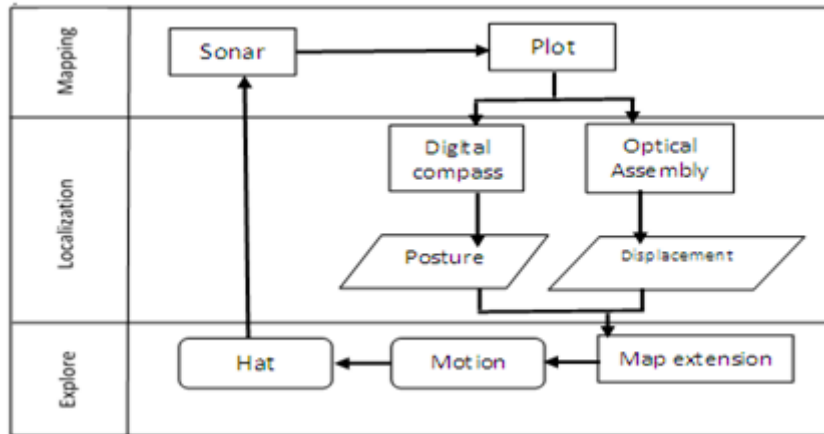 Mapping
Sonar
Plot
Localization
Digital
compass
Optical
Assembly
Posture
Displacement
Explore
Hat
Motion
Map extension